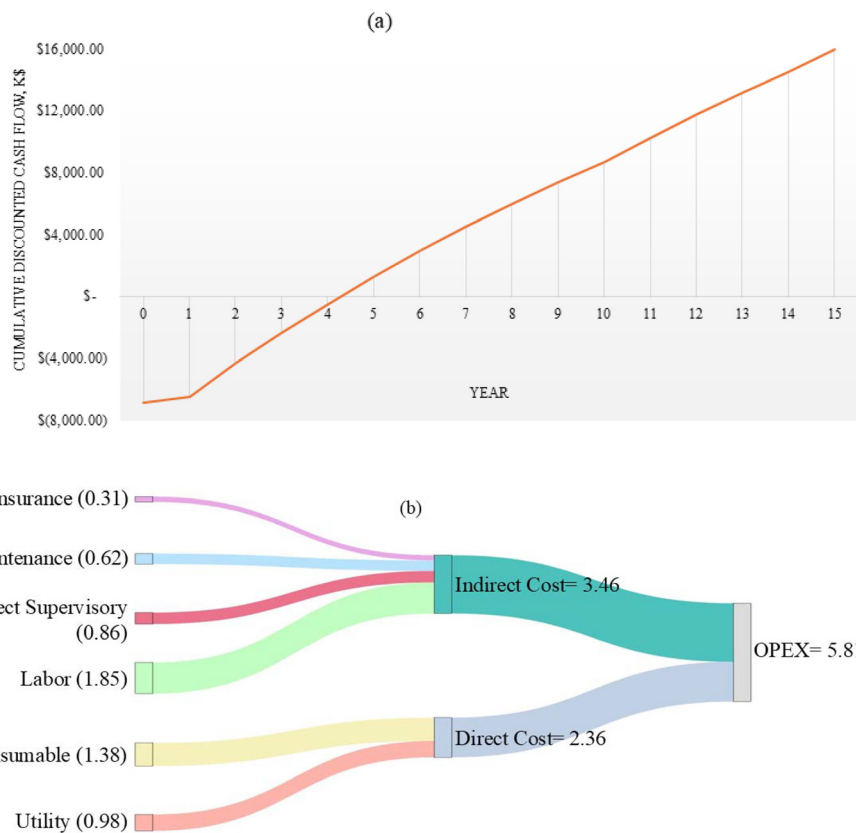 (a)
$16,000.00
$12,000.00
$8,000.00
$4,000.00
$-
$(4,000.00)
$(8,000.00)
CUMULATIVE DISCOUNTED CASH FLOW, K$
0 1 2 3 4 5 6 7 8 9 10 11 12 13 14 15
YEAR
(b)
nsurance (0.31)
ntenance (0.62)
ect Supervisory
(0.86)
Labor (1.85)
sumable (1.38)
Utility (0.98)
Indirect Cost= 3.46
Direct Cost= 2.36
OPEX= 5.8